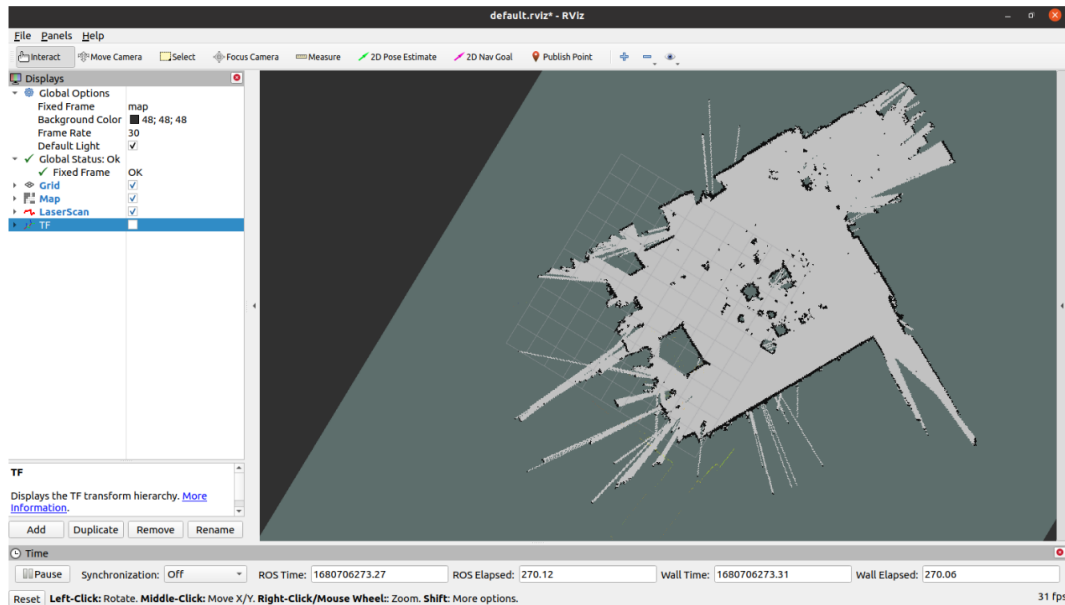 default.rviz* - RViz
File Panels Help
Interact Move Camera Select Focus Camera Measure 2D Pose Estimate 2D Nav Goal Publish Point
Displays
Global Options
Fixed Frame map
Background Color 48; 48; 48
Frame Rate 30
Default Light
Global Status: Ok
Fixed Frame OK
Grid
Map
LaserScan
TF
TF
Displays the TF transform hierarchy. More
Information.
Add Duplicate Remove Rename
Time
Pause Synchronization: Off ROS Time: 1680706273.27 ROS Elapsed: 270.12 Wall Time: 1680706273.31 Wall Elapsed: 270.06
Reset Left-Click: Rotate. Middle-Click: Move X/Y. Right-Click/Mouse Wheel:: Zoom. Shift: More options. 31 fps